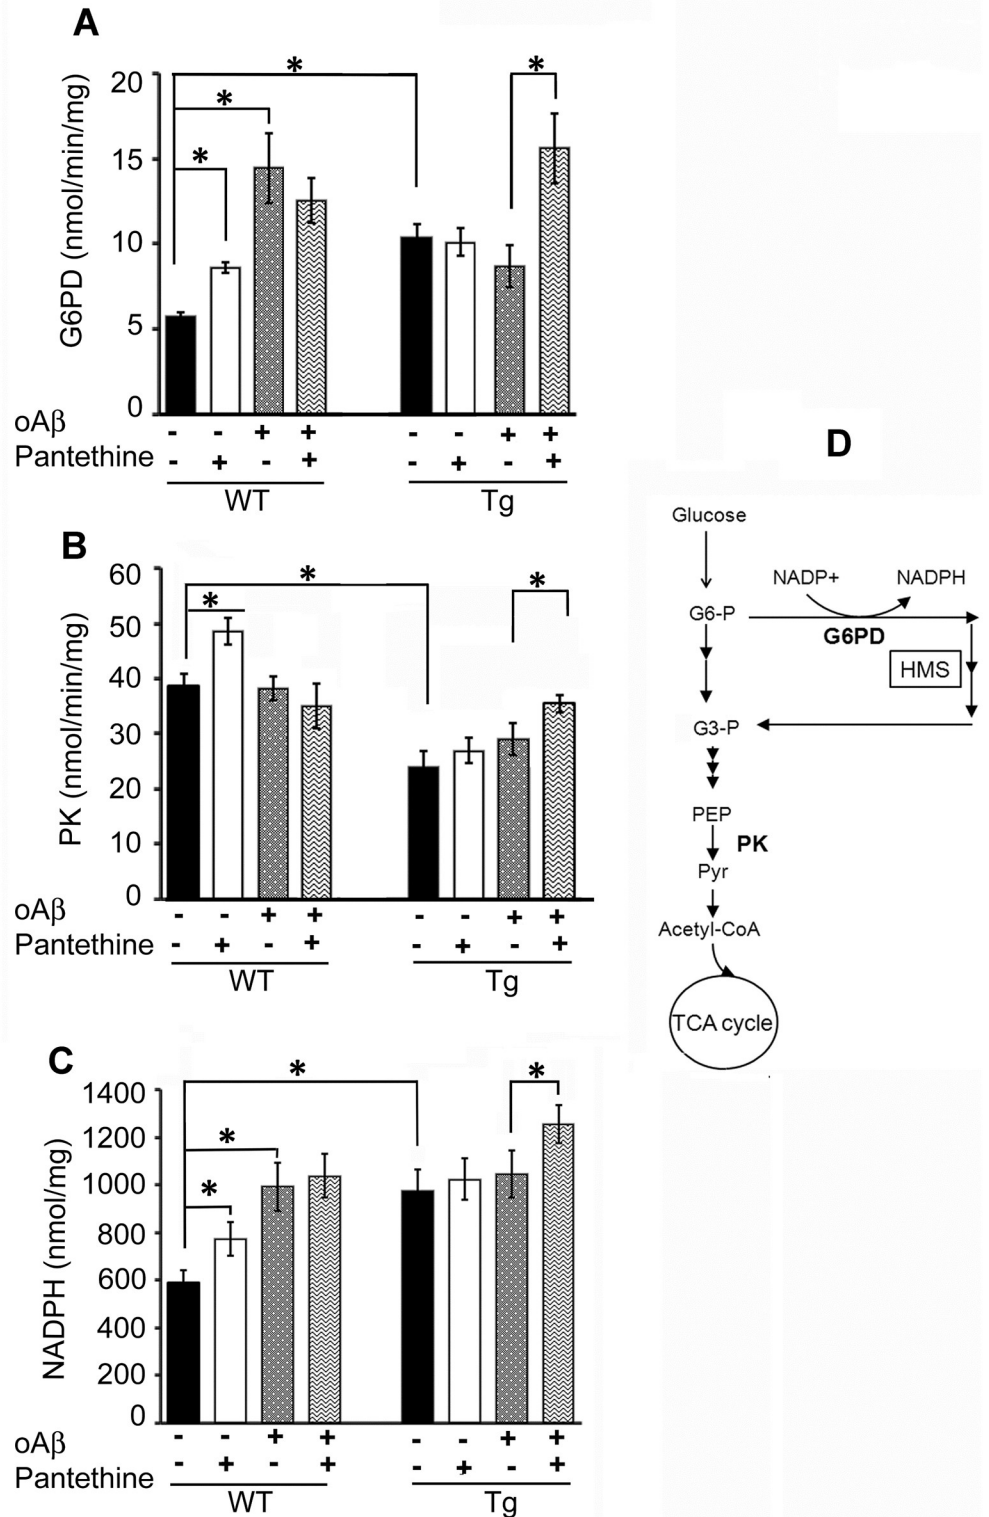 A
G6PD (nmol/min/mg)
20
15
10
5
0
* * * *
oAβ - - + + - - + +
Pantethine - + - + - + - +
WT Tg
B
PK (nmol/min/mg)
60
50
40
30
20
10
0
* * *
oAβ - - + + - - + +
Pantethine - + - + - + - +
WT Tg
C
NADPH (nmol/mg)
1400
1200
1000
800
600
400
200
0
* * * *
oAβ - - + + - - + +
Pantethine - + - + - + - +
WT Tg
D
Glucose
NADP+ NADPH
G6-P
G6PD
HMS
G3-P
PEP
PK
Pyr
Acetyl-CoA
TCA cycle